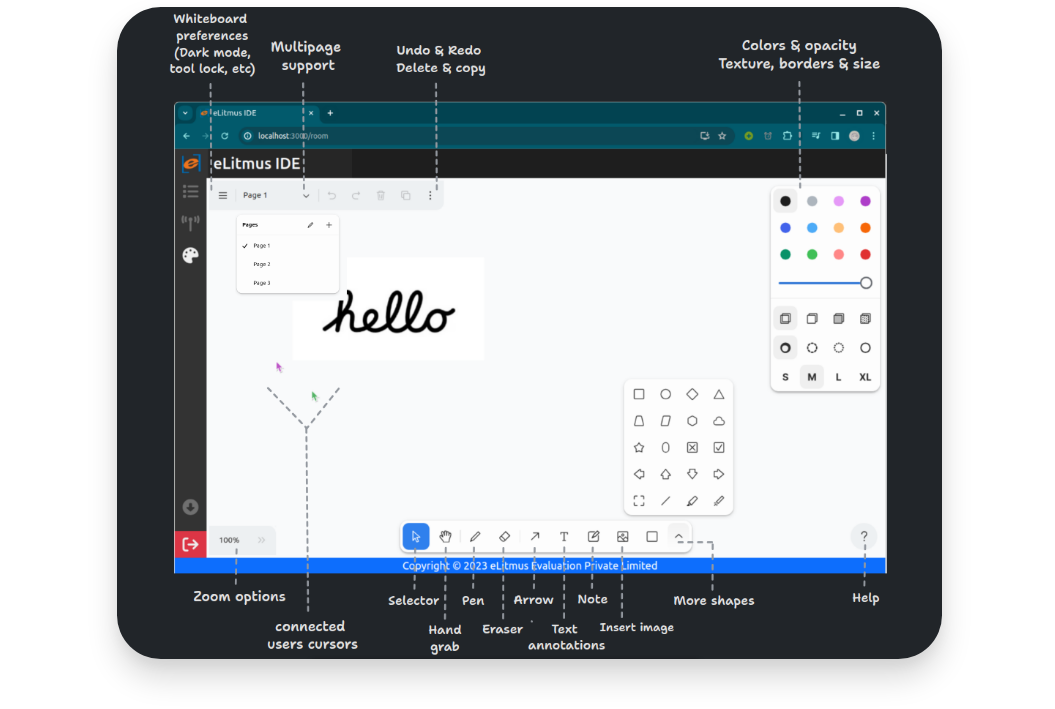 Whiteboard
preferences
(Dark mode,
tool lock, etc)
Multipage
support
Undo & Redo
Delete & copy
Colors & opacity
Texture, borders & size
eLitmus IDE
localhost:3000/room
eLitmus IDE
Page 1
Pages
Page 1
Page 2
Page 3
hello
S M L XL
100%
T
?
Copyright © 2023 eLitmus Evaluation Private Limited
Zoom options
connected
users cursors
Selector
Hand
grab
Pen
Eraser
Arrow
Text
annotations
Note
Insert image
More shapes
Help